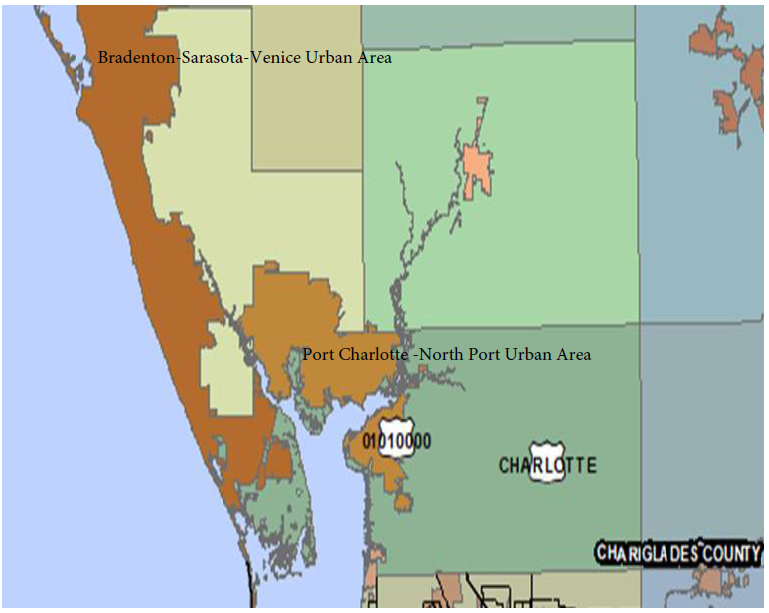 Bradenton-Sarasota-Venice Urban Area
Port Charlotte -North Port Urban Area
01010000
CHARLOTTE
CHARIGLADES COUNTY